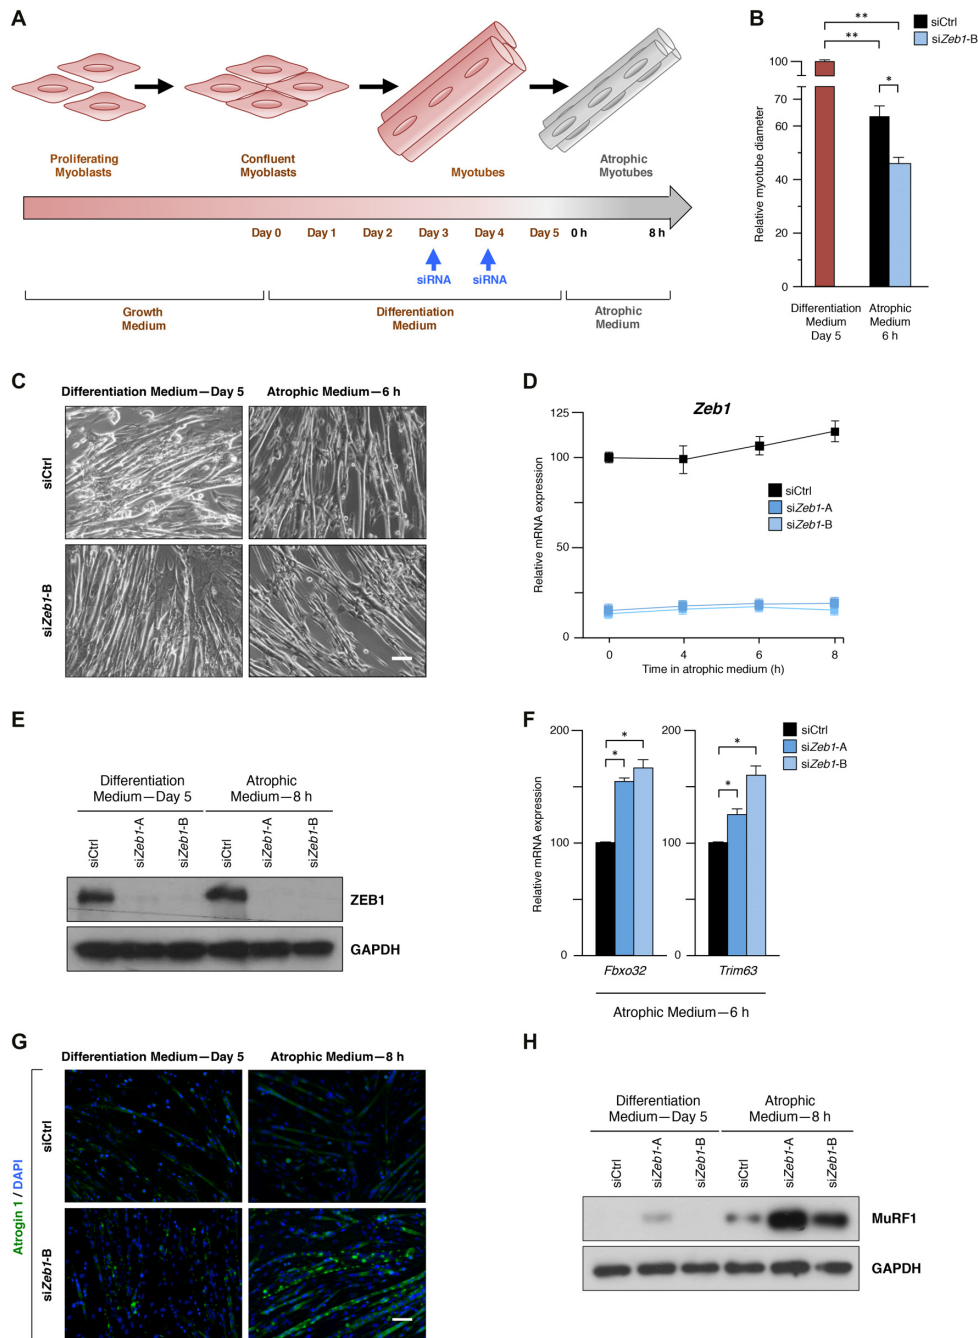 A
Proliferating
Myoblasts
Confluent
Myoblasts
Myotubes
Atrophic
Myotubes
Day 0 Day 1 Day 2 Day 3 Day 4 Day 5 0 h 8 h
siRNA siRNA
Growth
Medium
Differentiation
Medium
Atrophic
Medium
B
siCtrl
siZeb1-B
**
**
*
Relative myotube diameter
100
70
60
40
20
0
Differentiation
Medium
Day 5
Atrophic
Medium
6 h
C
Differentiation Medium—Day 5
Atrophic Medium—6 h
siCtrl
siZeb1-B
D
Zeb1
Relative mRNA expression
125
100
50
25
0
siCtrl
siZeb1-A
siZeb1-B
0 4 6 8
Time in atrophic medium (h)
E
Differentiation
Medium—Day 5
Atrophic
Medium—8 h
siCtrl
siZeb1-A
siZeb1-B
siCtrl
siZeb1-A
siZeb1-B
ZEB1
GAPDH
F
siCtrl
siZeb1-A
siZeb1-B
Relative mRNA expression
200
100
0
*
*
Fbxo32
200
100
0
*
*
Trim63
Atrophic Medium—6 h
G
Differentiation Medium—Day 5
Atrophic Medium—8 h
Atrogin 1 / DAPI
siCtrl
siZeb1-B
H
Differentiation
Medium—Day 5
Atrophic
Medium—8 h
siCtrl
siZeb1-A
siZeb1-B
siCtrl
siZeb1-A
siZeb1-B
MuRF1
GAPDH